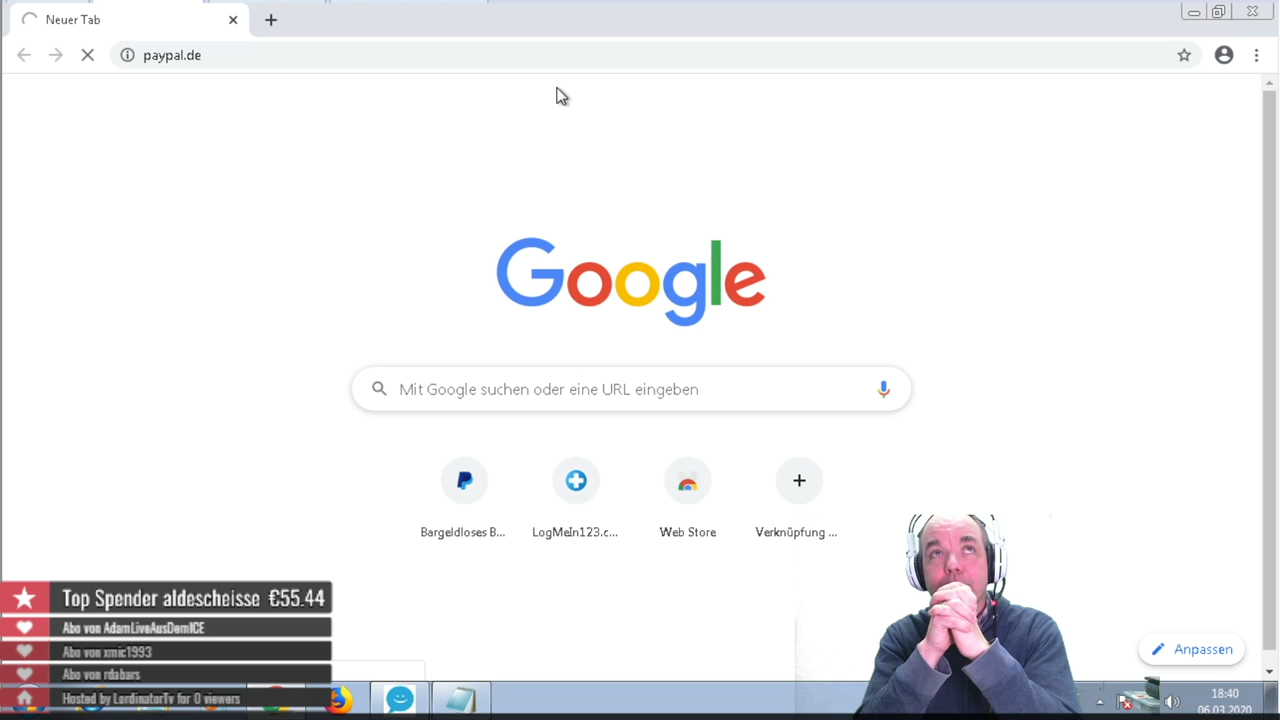 Neuer Tab
paypal.de
Google
Mit Google suchen oder eine URL eingeben
Bargeldloses B...
LogMeIn123.c...
Web Store
Verknüpfung ...
Top Spender aldescheisse €55.44
Abo von AdamLiveAusDemICE
Abo von xmic1993
Abo von rdabars
Hosted by LordinatorTv for 0 viewers
Anpassen
18:40
06.03.2020